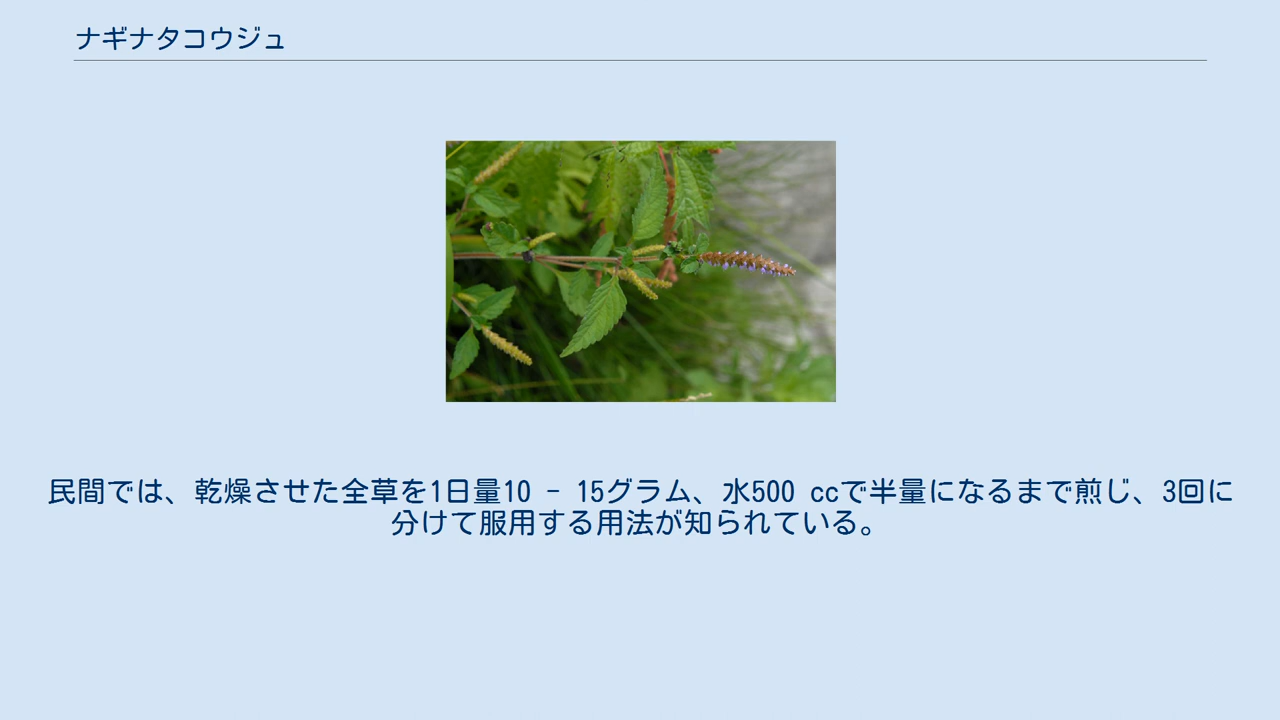 ナギナタコウジュ
民間では、乾燥させた全草を1日量10 - 15グラム、水500 ccで半量になるまで煎じ、3回に
分けて服用する用法が知られている。